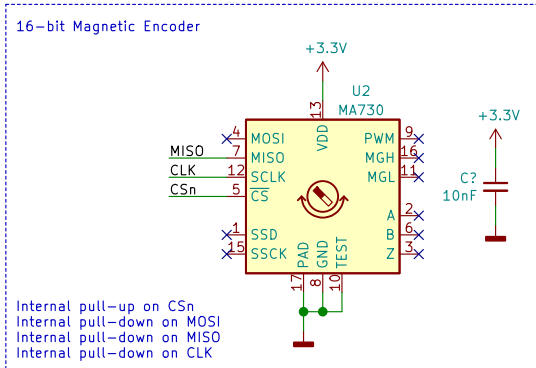 16-bit Magnetic Encoder
+3.3V
U2
MA730
13
VDD
4 MOSI
7 MISO
12 SCLK
5 CS
1 SSD
15 SSCK
MISO
CLK
CSn
PWM 9
MGH 16
MGL 11
A 2
B 6
Z 3
PAD
GND
TEST
17
8
10
+3.3V
C?
10nF
Internal pull-up on CSn
Internal pull-down on MOSI
Internal pull-down on MISO
Internal pull-down on CLK